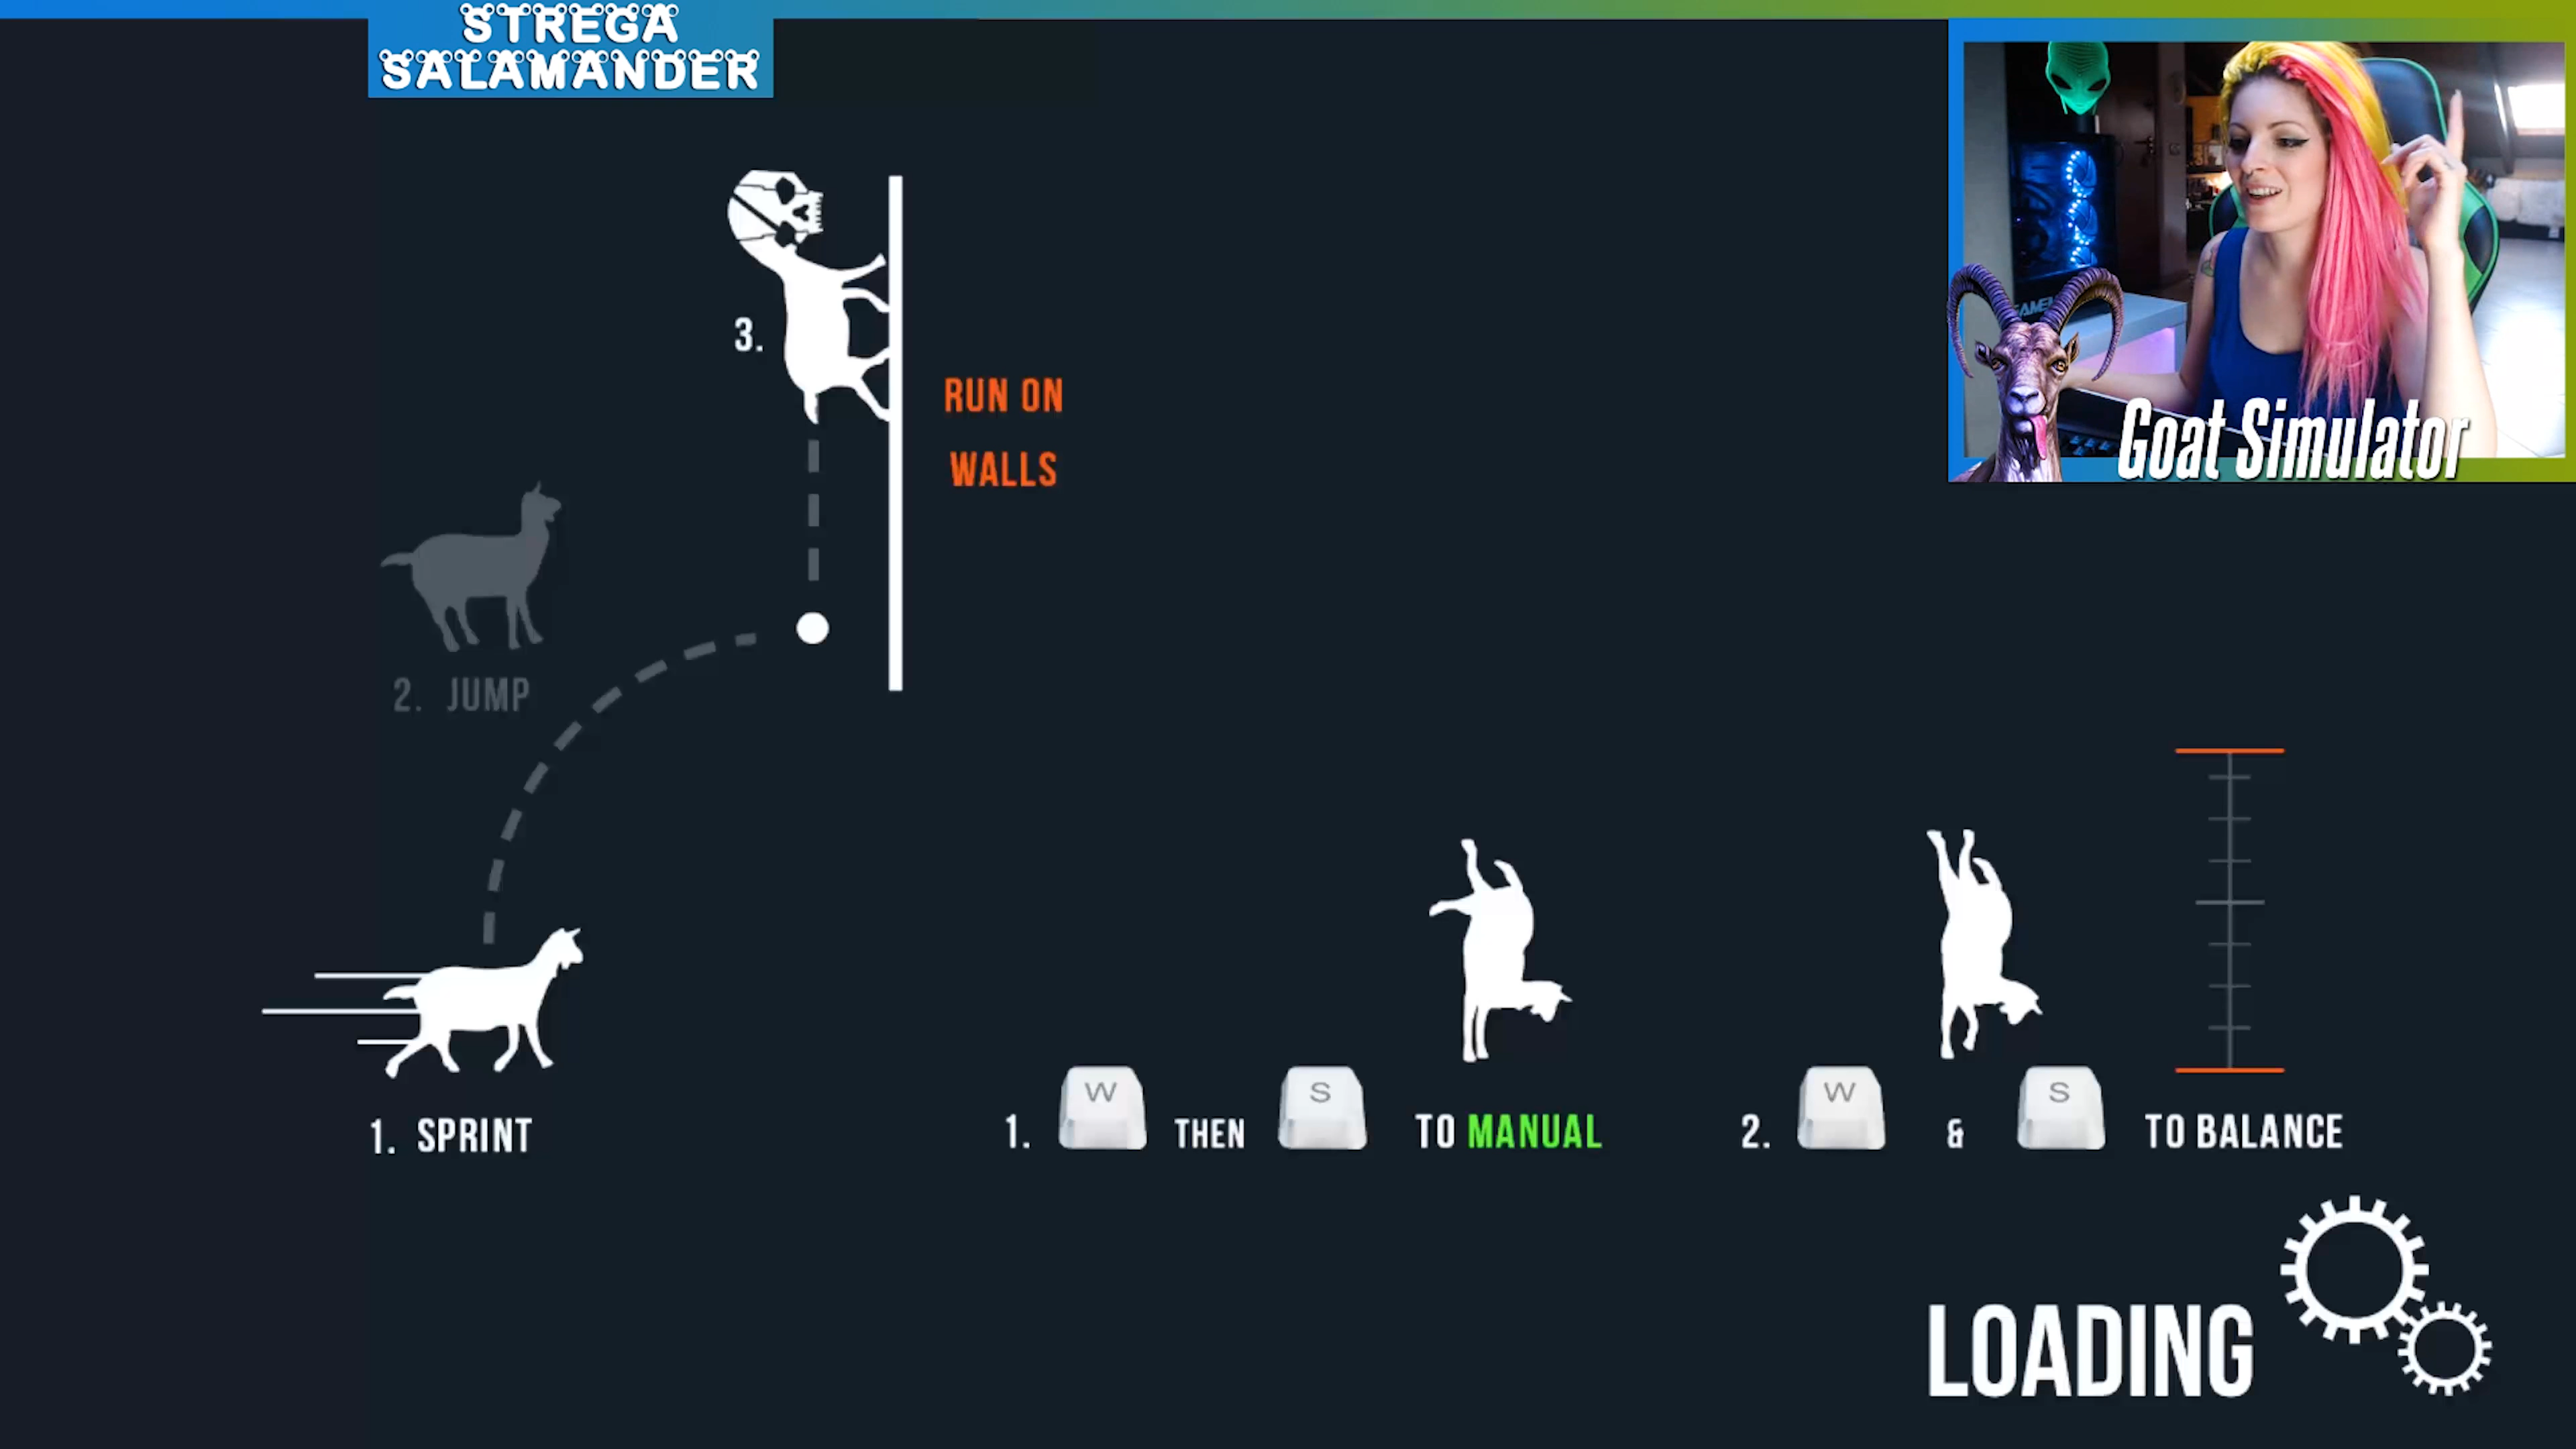 STREGA
SALAMANDER
3.
RUN ON
WALLS
2. JUMP
1. SPRINT
1. W THEN S TO MANUAL
2. W & S TO BALANCE
LOADING
Goat Simulator